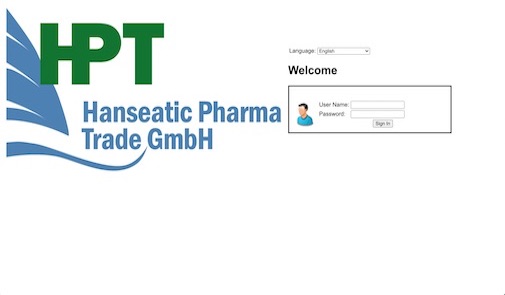 HPT
Hanseatic Pharma
Trade GmbH
Language: English
Welcome
User Name:
Password:
Sign In